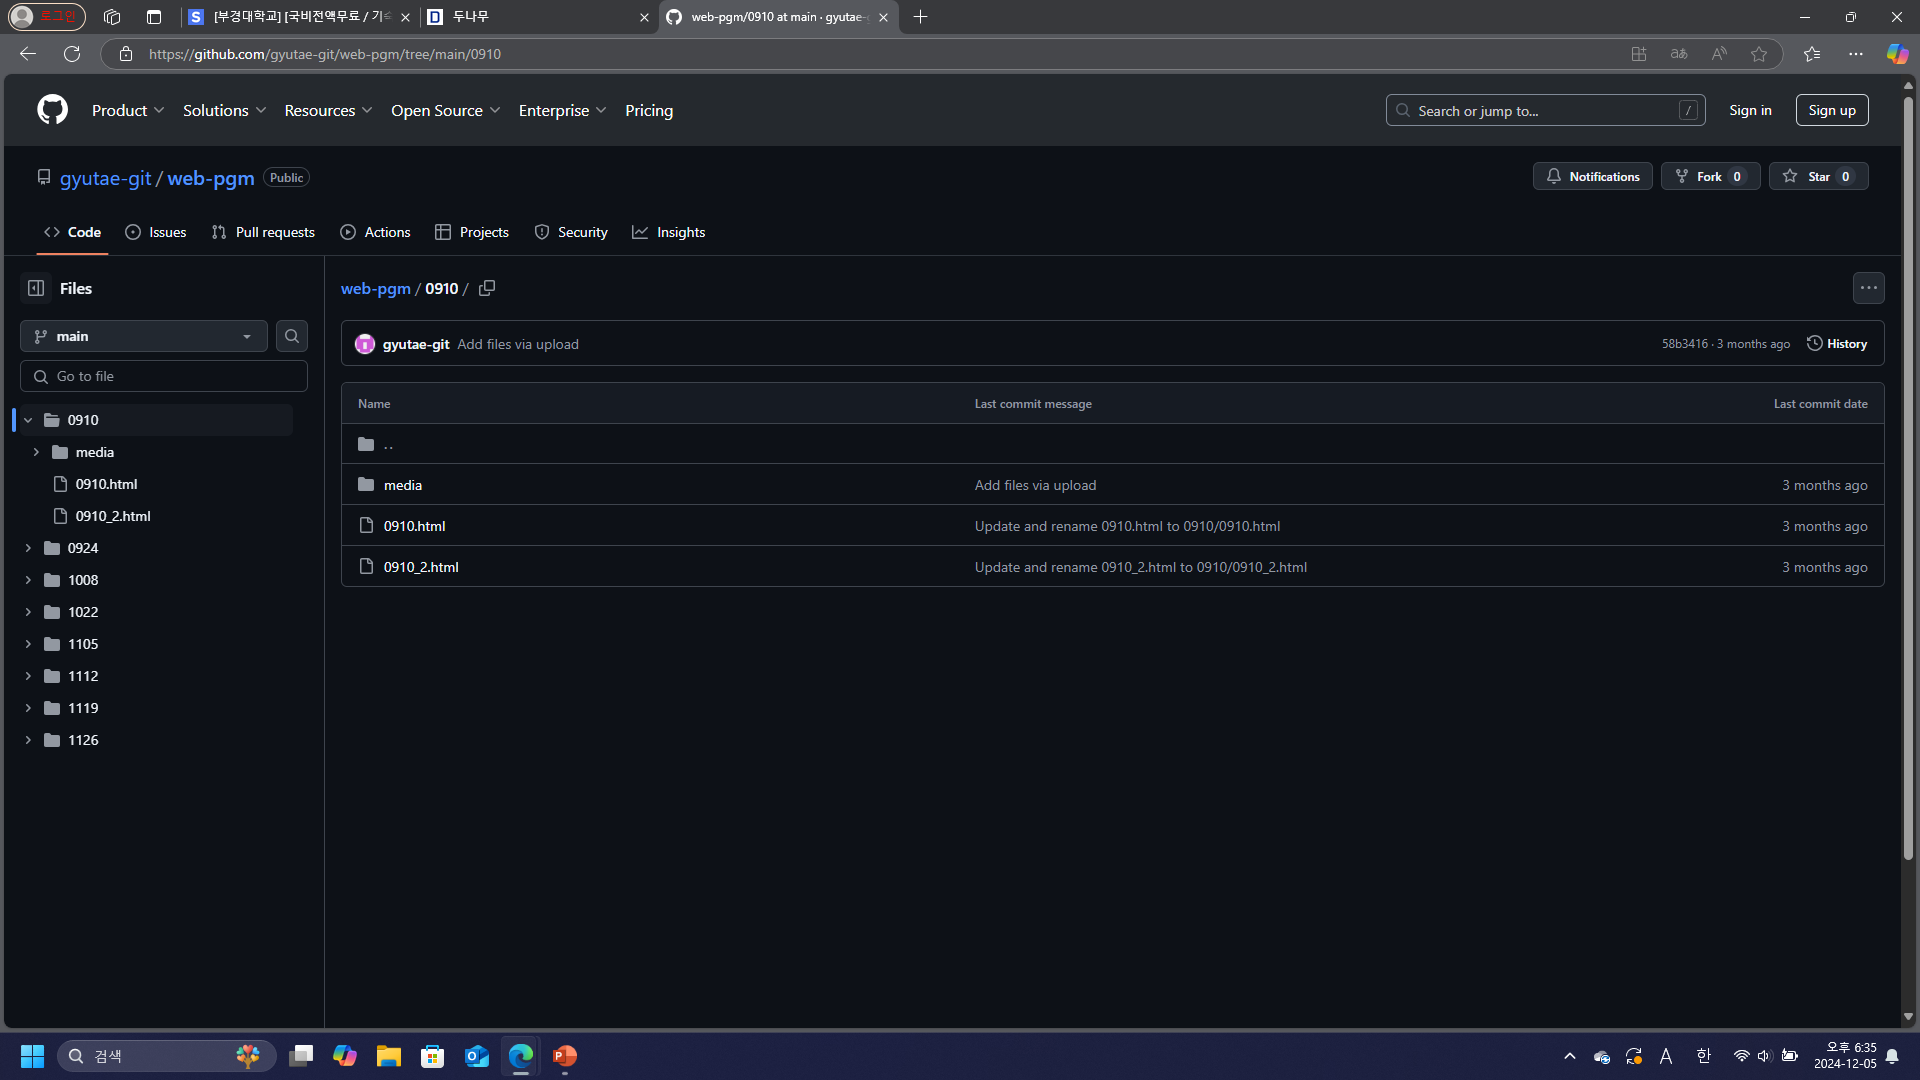 로그인
[부경대학교] [국비전액무료 / 기숙
두나무
web-pgm/0910 at main · gyutae-
https://github.com/gyutae-git/web-pgm/tree/main/0910
Product Solutions Resources Open Source Enterprise Pricing
Search or jump to... /
Sign in
Sign up
gyutae-git / web-pgm Public
Notifications
Fork 0
Star 0
Code Issues Pull requests Actions Projects Security Insights
Files
main
Go to file
0910
media
0910.html
0910_2.html
0924
1008
1022
1105
1112
1119
1126
web-pgm / 0910 /
gyutae-git Add files via upload
58b3416 · 3 months ago
History
Name Last commit message Last commit date
..
media Add files via upload 3 months ago
0910.html Update and rename 0910.html to 0910/0910.html 3 months ago
0910_2.html Update and rename 0910_2.html to 0910/0910_2.html 3 months ago
검색
A 한
오후 6:35
2024-12-05